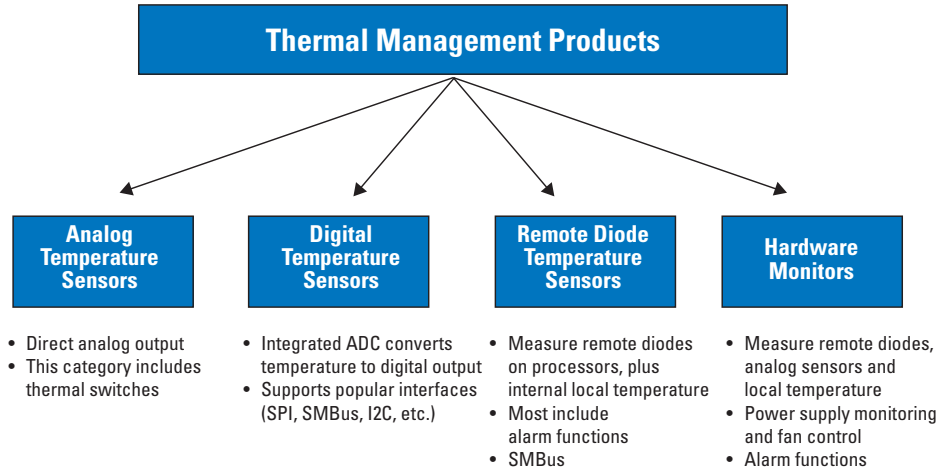 Thermal Management Products
Analog
Temperature
Sensors
• Direct analog output
• This category includes
thermal switches
Digital
Temperature
Sensors
• Integrated ADC converts
temperature to digital output
• Supports popular interfaces
(SPI, SMBus, I2C, etc.)
Remote Diode
Temperature
Sensors
• Measure remote diodes
on processors, plus
internal local temperature
• Most include
alarm functions
• SMBus
Hardware
Monitors
• Measure remote diodes,
analog sensors and
local temperature
• Power supply monitoring
and fan control
• Alarm functions